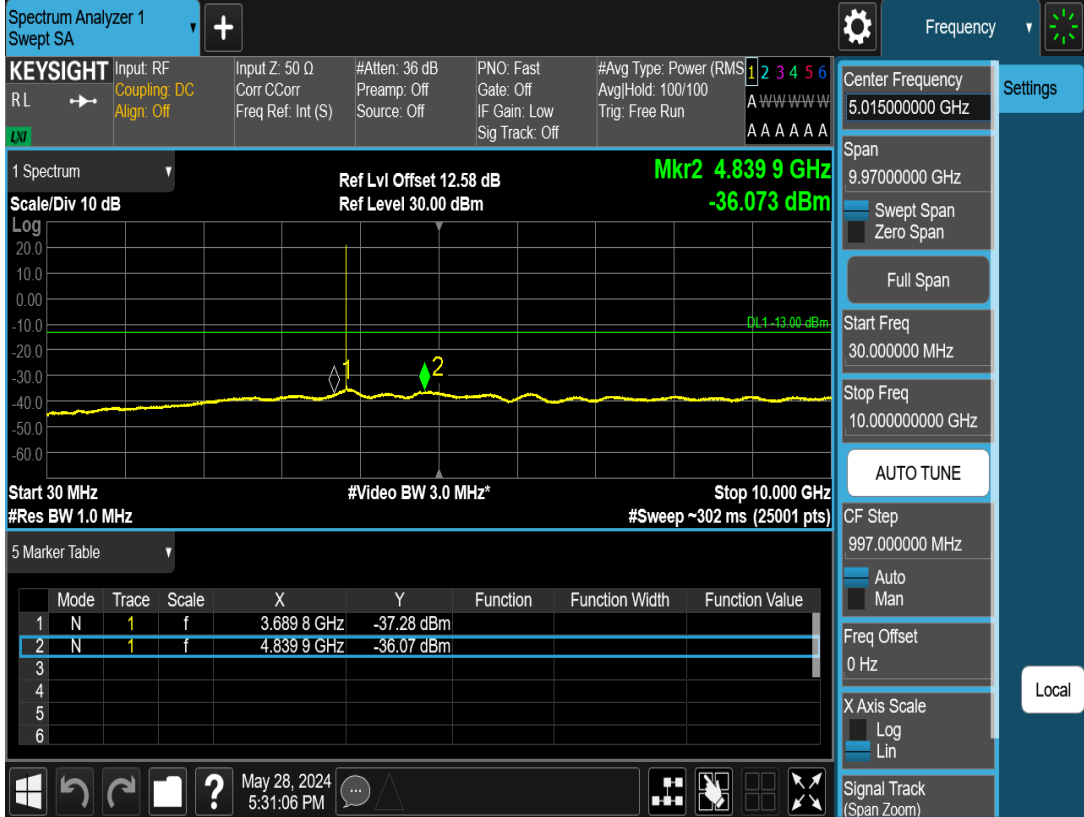 Spectrum Analyzer 1
Swept SA
+
Frequency
KEYSIGHT
RL
LXI
Input: RF
Coupling: DC
Align: Off
Input Z: 50 Ω
Corr CCorr
Freq Ref: Int (S)
#Atten: 36 dB
Preamp: Off
Source: Off
PNO: Fast
Gate: Off
IF Gain: Low
Sig Track: Off
#Avg Type: Power (RMS
Avg|Hold: 100/100
Trig: Free Run
1 2 3 4 5 6
A W W W W W
A A A A A A
1 Spectrum
Scale/Div 10 dB
Ref Lvl Offset 12.58 dB
Ref Level 30.00 dBm
Mkr2 4.839 9 GHz
-36.073 dBm
Log
20.0
10.0
0.00
-10.0
-20.0
-30.0
-40.0
-50.0
-60.0
DL1 -13.00 dBm
1
2
Start 30 MHz
#Video BW 3.0 MHz*
Stop 10.000 GHz
#Res BW 1.0 MHz
#Sweep ~302 ms (25001 pts)
5 Marker Table
Mode Trace Scale X Y Function Function Width Function Value
1 N 1 f 3.689 8 GHz -37.28 dBm
2 N 1 f 4.839 9 GHz -36.07 dBm
3
4
5
6
?
May 28, 2024
5:31:06 PM
Center Frequency
5.015000000 GHz
Span
9.97000000 GHz
Swept Span
Zero Span
Full Span
Start Freq
30.000000 MHz
Stop Freq
10.000000000 GHz
AUTO TUNE
CF Step
997.000000 MHz
Auto
Man
Freq Offset
0 Hz
X Axis Scale
Log
Lin
Signal Track
(Span Zoom)
Settings
Local